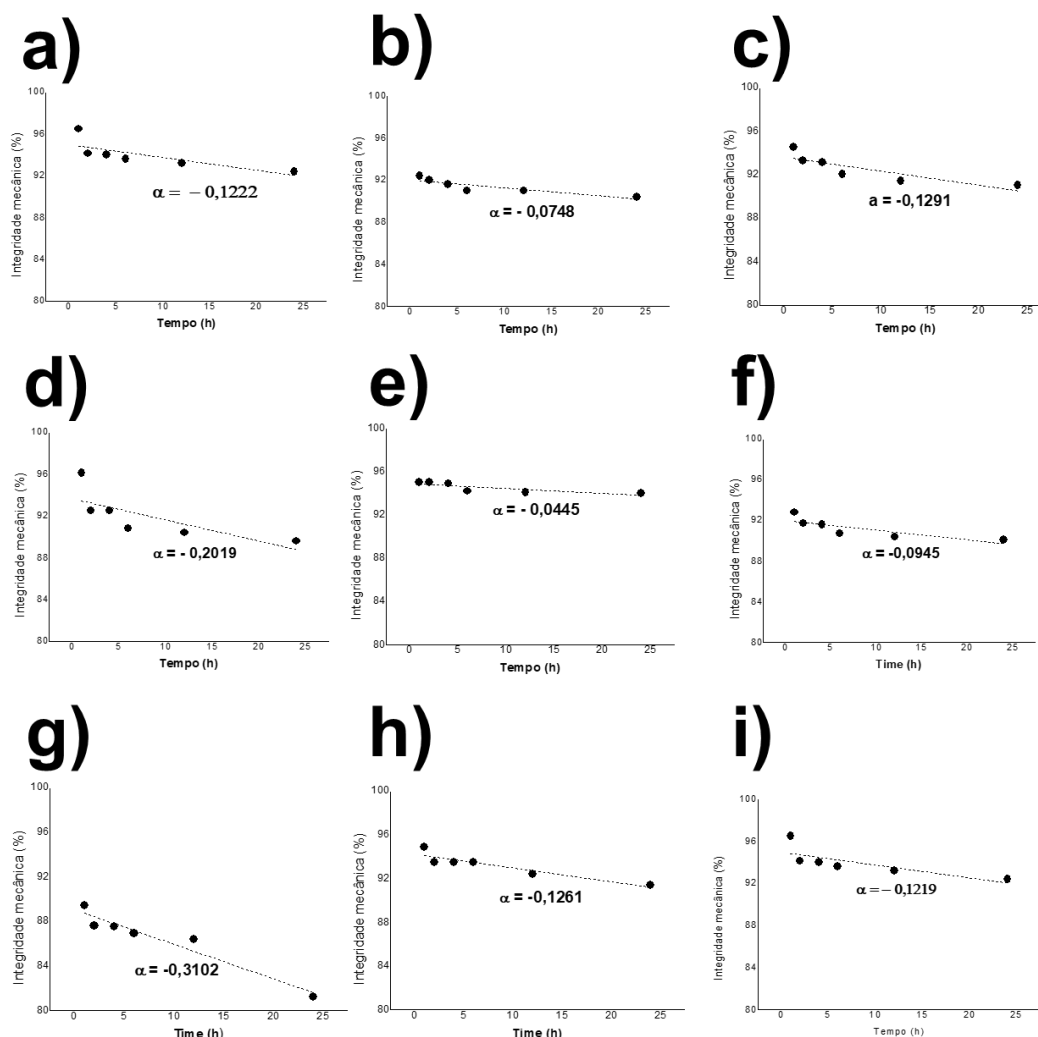 a)
Integridade mecânica (%)
100
96
92
88
84
80
α = − 0,1222
0 5 10 15 20 25
Tempo (h)
b)
Integridade mecânica (%)
100
96
92
88
84
80
α = - 0,0748
0 5 10 15 20 25
Tempo (h)
c)
Integridade mecânica (%)
100
96
92
88
84
80
a = -0,1291
0 5 10 15 20 25
Tempo (h)
d)
Integridade mecânica (%)
100
96
92
88
84
80
α = - 0,2019
0 5 10 15 20 25
Tempo (h)
e)
Integridade mecânica (%)
100
96
92
88
84
80
α = - 0,0445
0 5 10 15 20 25
Tempo (h)
f)
Integridade mecânica (%)
100
96
92
88
84
80
α = -0,0945
0 5 10 15 20 25
Time (h)
g)
Integridade mecânica (%)
100
96
92
88
84
80
α = -0,3102
0 5 10 15 20 25
Time (h)
h)
Integridade mecânica (%)
100
96
92
88
84
80
α = -0,1261
0 5 10 15 20 25
Time (h)
i)
Integridade mecânica (%)
100
96
92
88
84
80
α = − 0,1219
0 5 10 15 20 25
Tempo (h)